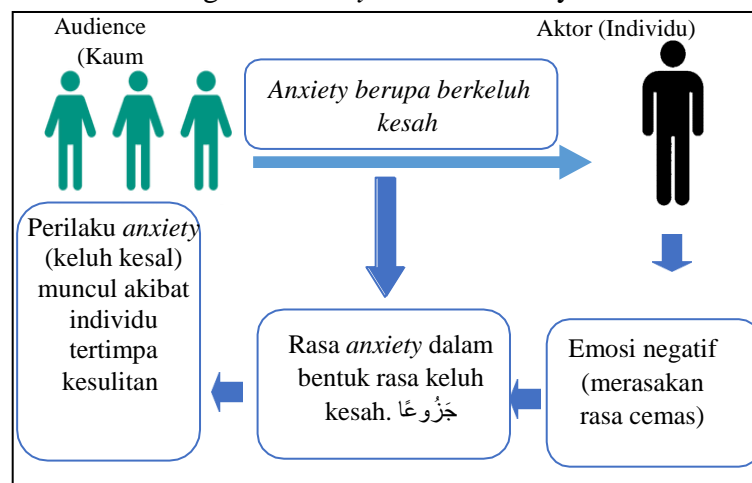 Audience
(Kaum
Aktor (Individu)
Anxiety berupa berkeluh
kesah
Perilaku anxiety
(keluh kesal)
muncul akibat
individu
tertimpa
kesulitan
Rasa anxiety dalam
bentuk rasa keluh
kesah. جَزُوعًا
Emosi negatif
(merasakan
rasa cemas)